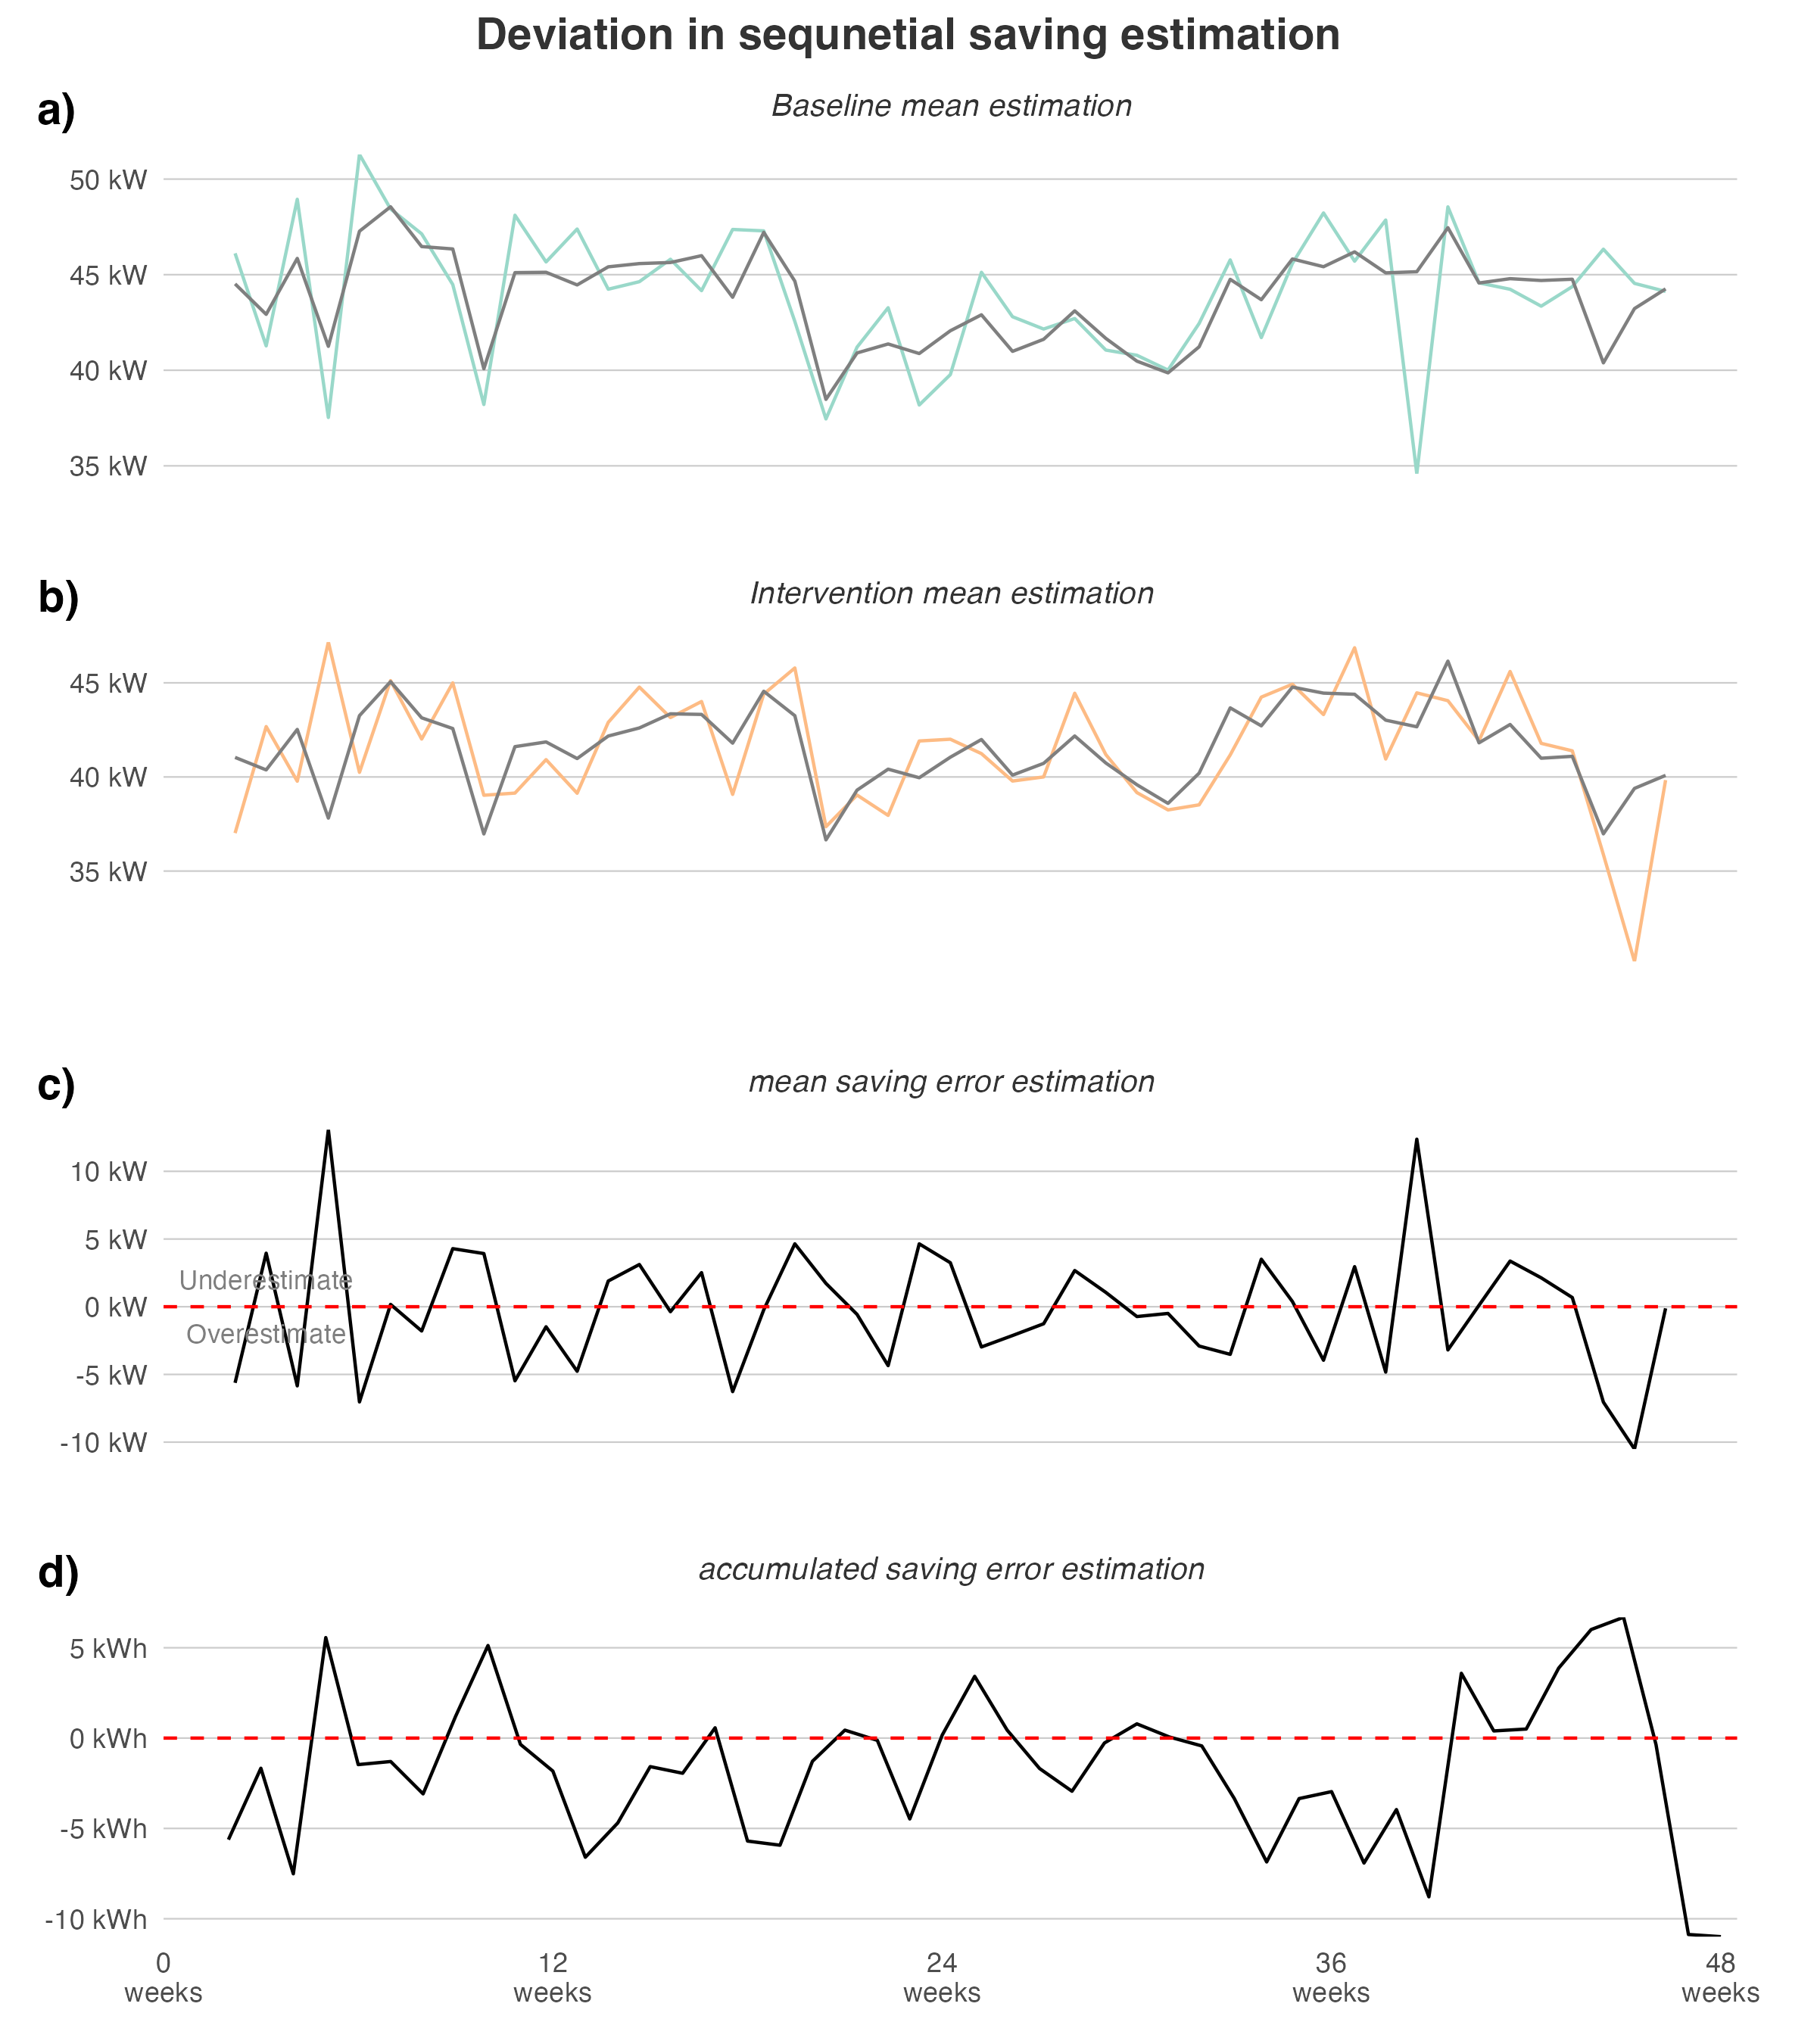 Deviation in sequnetial saving estimation
a)
Baseline mean estimation
50 kW
45 kW
40 kW
35 kW
b)
Intervention mean estimation
45 kW
40 kW
35 kW
c)
mean saving error estimation
10 kW
5 kW
Underestimate
0 kW
Overestimate
-5 kW
-10 kW
d)
accumulated saving error estimation
5 kWh
0 kWh
-5 kWh
-10 kWh
0 12 24 36 48
weeks weeks weeks weeks weeks